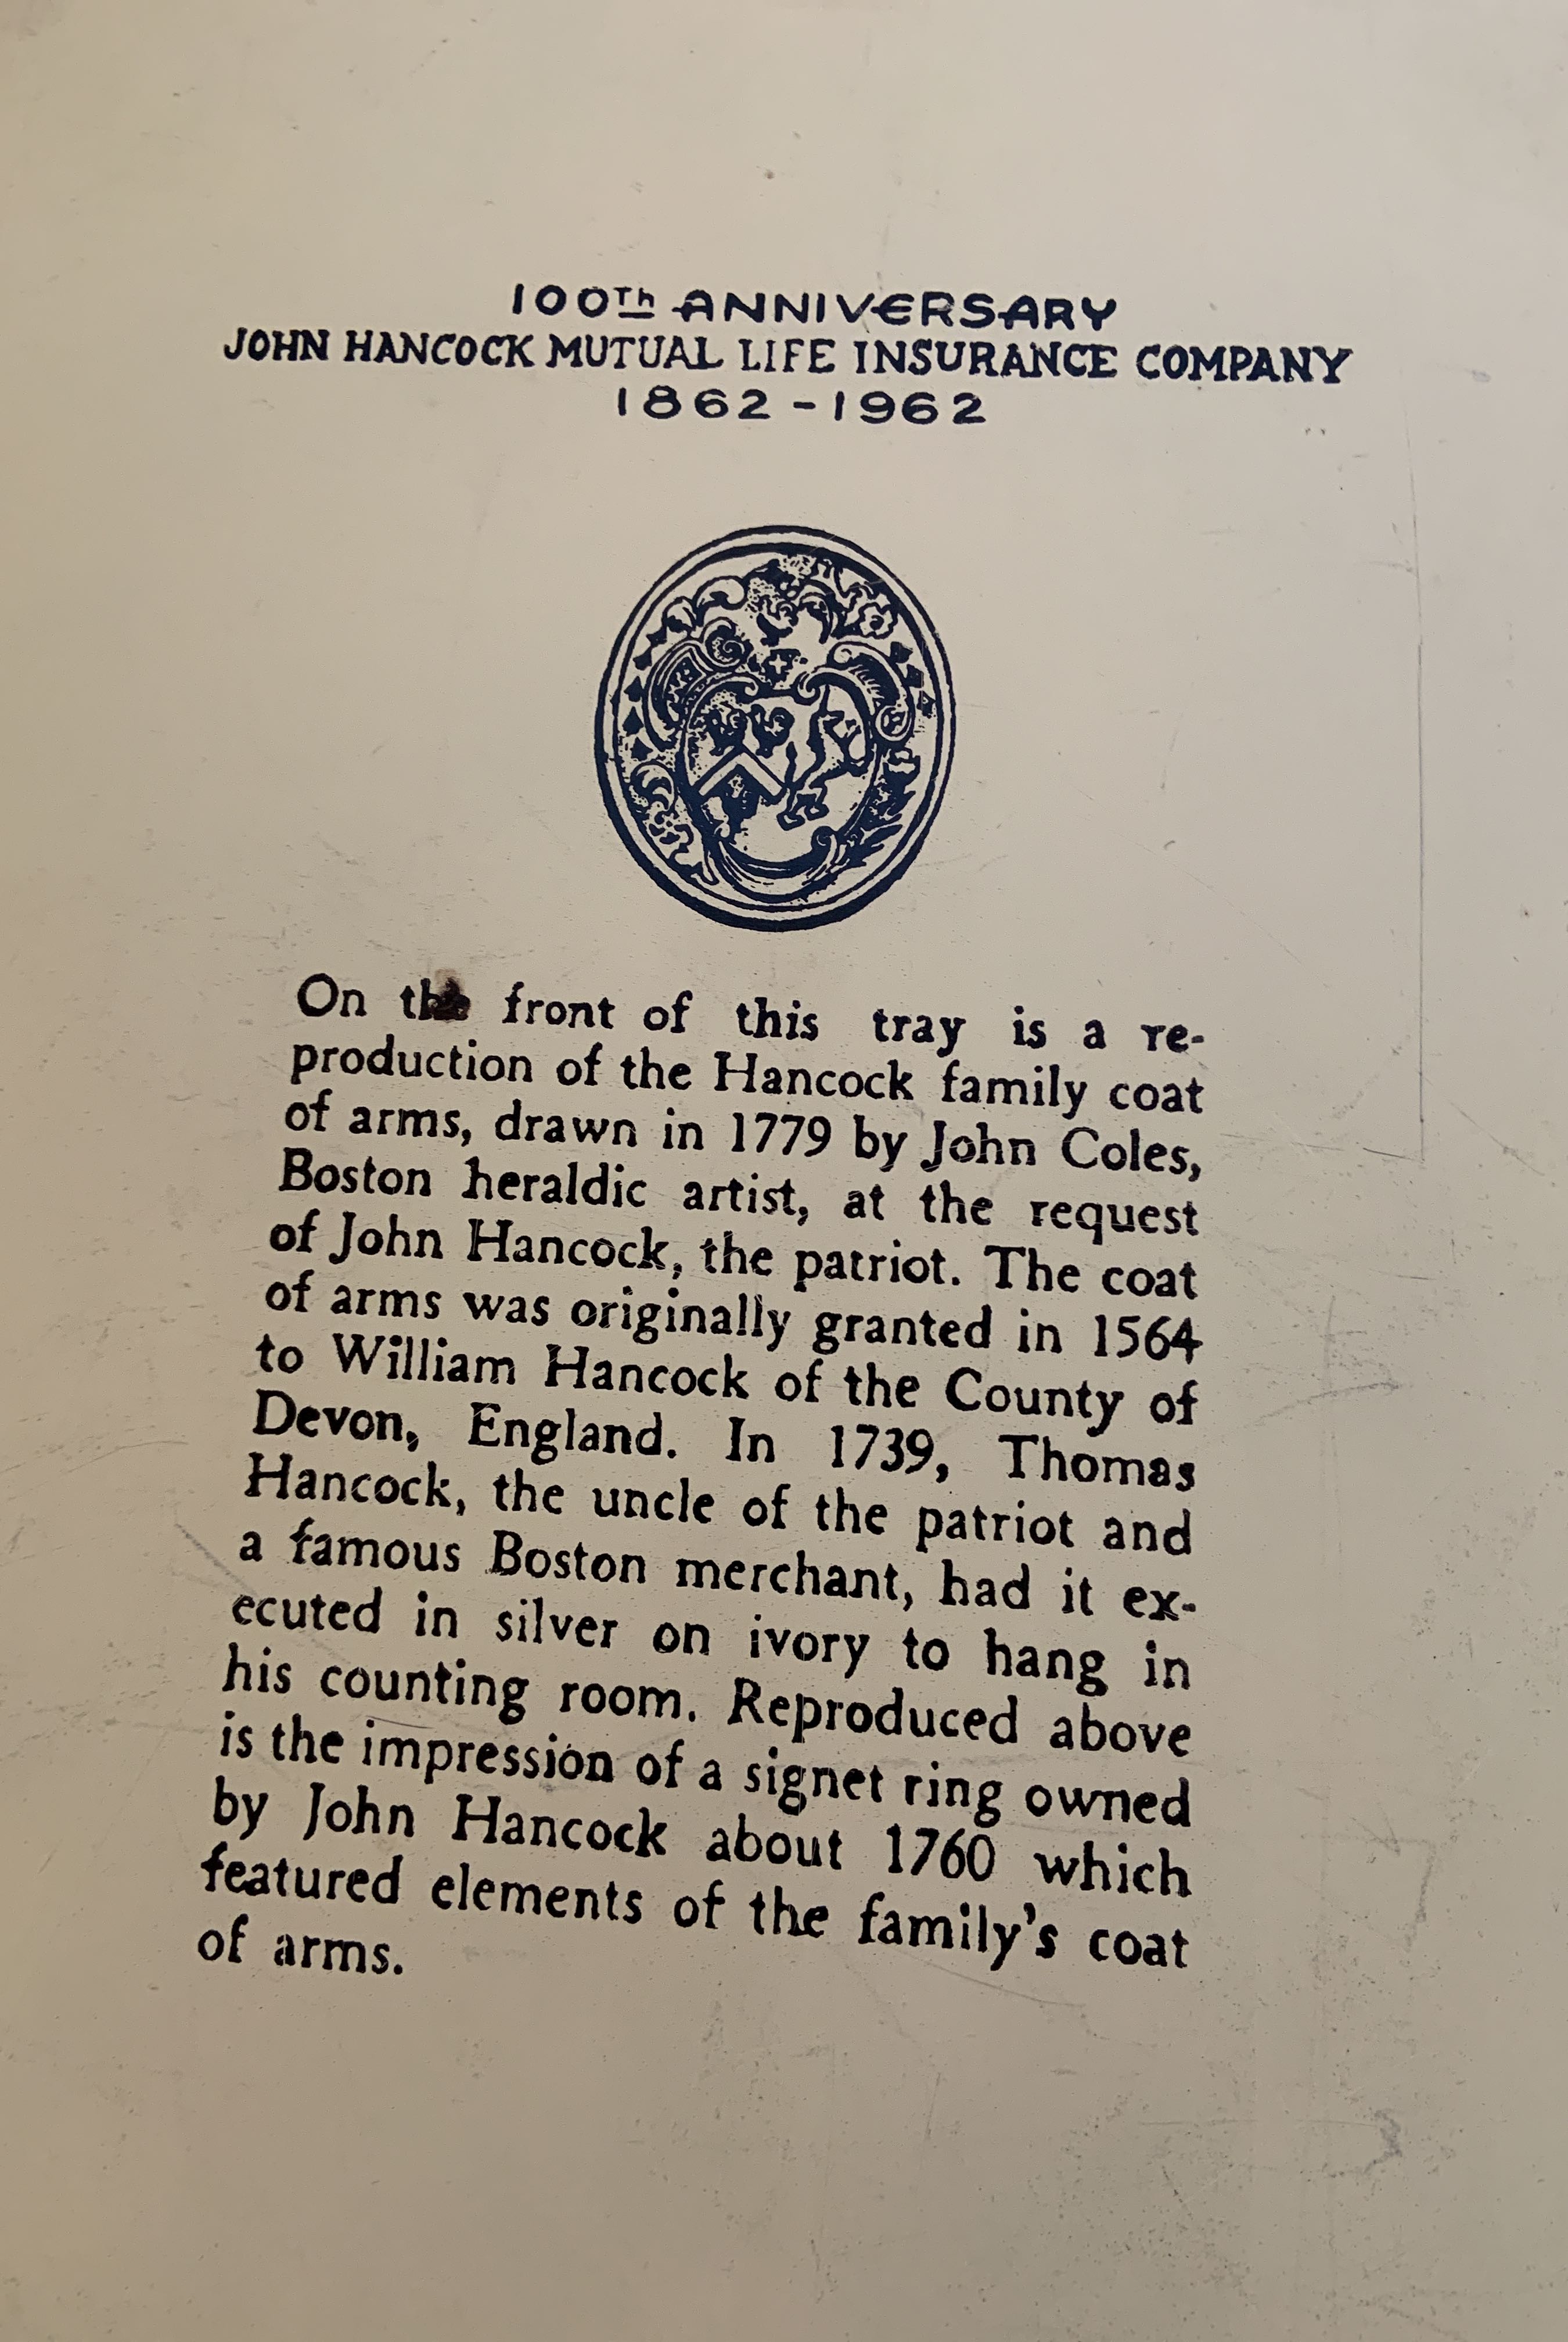 100Th ANNIVERSARY
JOHN HANCOCK MUTUAL LIFE INSURANCE COMPANY
1862-1962
On the front of this tray is a re-
production of the Hancock family coat
of arms, drawn in 1779 by John Coles,
Boston heraldic artist, at the request
of John Hancock, the patriot. The coat
of arms was originally granted in 1564
to William Hancock of the County of
Devon, England. In 1739, Thomas
Hancock, the uncle of the patriot and
a famous Boston merchant, had it ex-
ecuted in silver on ivory to hang in
his counting room. Reproduced above
is the impression of a signet ring owned
by John Hancock about 1760 which
featured elements of the family's coat
of arms.